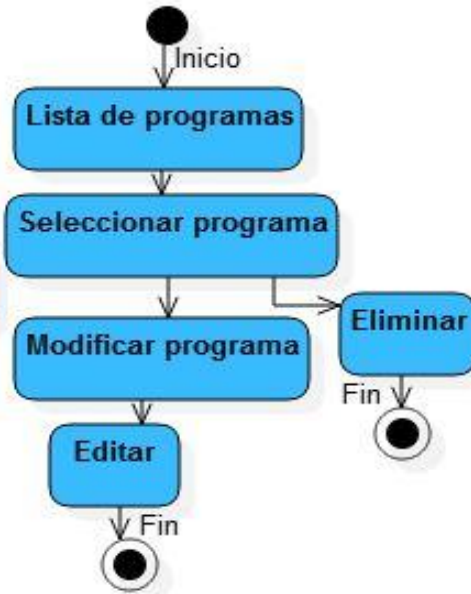 Inicio
Lista de programas
Seleccionar programa
Eliminar
Modificar programa
Fin
Editar
Fin